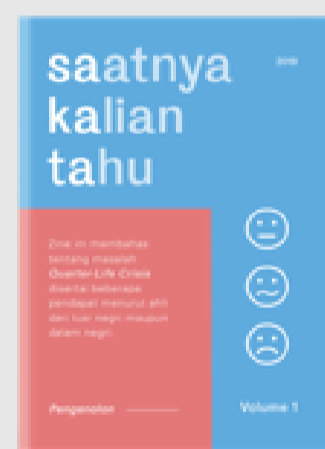 saatnya
2019
kalian
tahu
Zine ini membahas
tentang masalah
Quarter-Life Crisis
disertai beberapa
pendapat menurut ahli
dari luar negri maupun
dalam negri.
Pengenalan
Volume 1